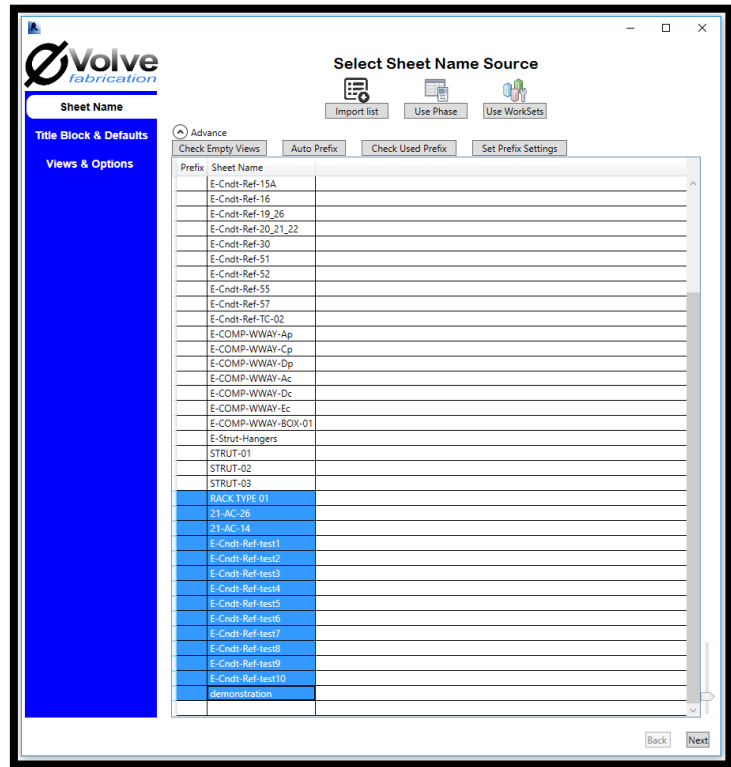 ØVolve
fabrication
Select Sheet Name Source
Import list Use Phase Use WorkSets
Sheet Name
Title Block & Defaults
Views & Options
Advance
Check Empty Views Auto Prefix Check Used Prefix Set Prefix Settings
Prefix Sheet Name
E-Cndt-Ref-15A
E-Cndt-Ref-16
E-Cndt-Ref-19_26
E-Cndt-Ref-20_21_22
E-Cndt-Ref-30
E-Cndt-Ref-51
E-Cndt-Ref-52
E-Cndt-Ref-55
E-Cndt-Ref-57
E-Cndt-Ref-TC-02
E-COMP-WWAY-Ap
E-COMP-WWAY-Cp
E-COMP-WWAY-Dp
E-COMP-WWAY-Ac
E-COMP-WWAY-Dc
E-COMP-WWAY-Ec
E-COMP-WWAY-BOX-01
E-Strut-Hangers
STRUT-01
STRUT-02
STRUT-03
RACK TYPE 01
21-AC-26
21-AC-14
E-Cndt-Ref-test1
E-Cndt-Ref-test2
E-Cndt-Ref-test3
E-Cndt-Ref-test4
E-Cndt-Ref-test5
E-Cndt-Ref-test6
E-Cndt-Ref-test7
E-Cndt-Ref-test8
E-Cndt-Ref-test9
E-Cndt-Ref-test10
demonstration
Back Next